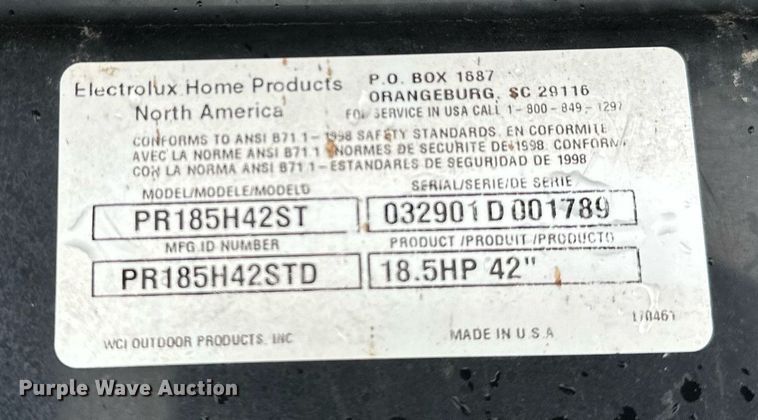 Electrolux Home Products
North America
P.O. BOX 1687
ORANGEBURG, SC 29116
FOR SERVICE IN USA CALL 1-800-849-1297
CONFORMS TO ANSI B71 1-1998 SAFETY STANDARDS. EN COFORMITE
AVEC LA NORME ANSI B71 1 NORMES DE SECURITE DE 1998. CONFORMA
CON LA NORMA ANSI B71 1-ESTANDARES DE SEGURIDAD DE 1998
MODEL/MODELE/MODELO
PR185H42ST
SERIAL/SERIE/DE SERIE
032901D001789
MFG.ID NUMBER
PR185H42STD
PRODUCT/PRODUIT/PRODUCTO
18.5HP 42"
WCI OUTDOOR PRODUCTS, INC
MADE IN U.S.A
170461
Purple Wave Auction